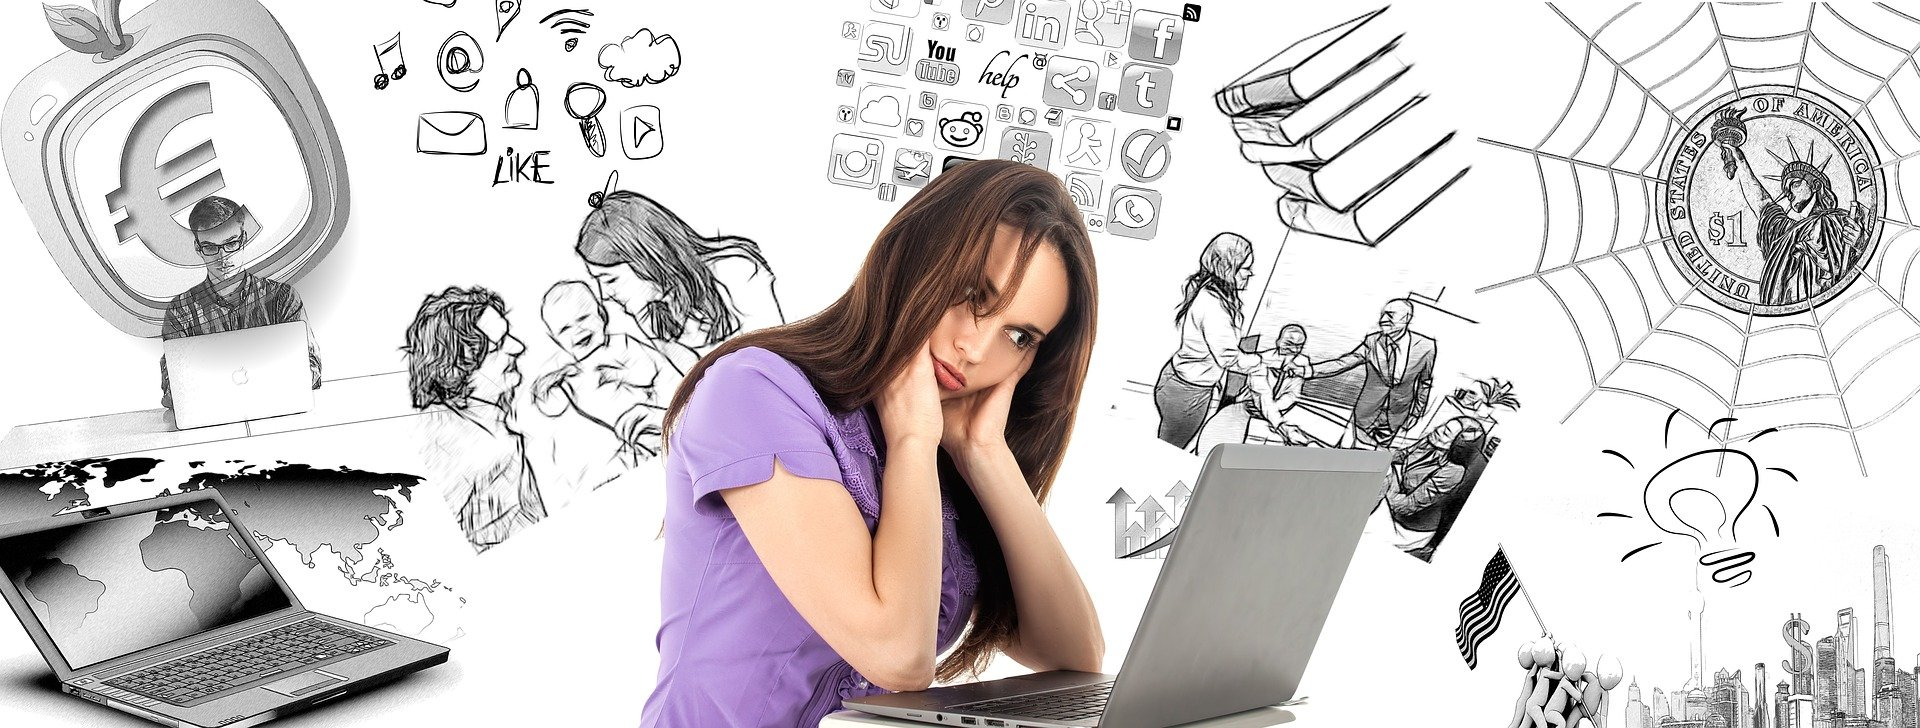 €
@
LIKE
in
g+
f
You
Tube
help
t
UNITED STATES OF AMERICA
$1
$